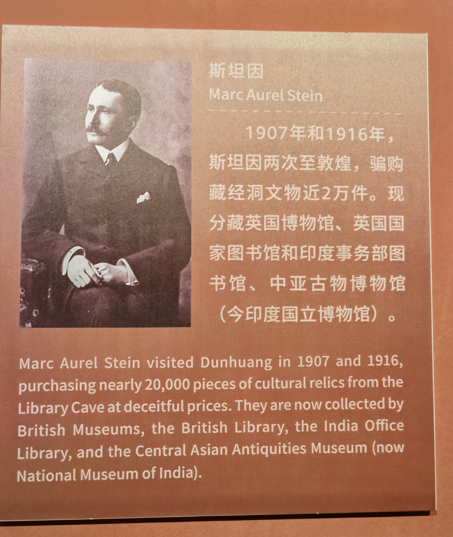 斯坦因
Marc Aurel Stein
1907年和1916年，
斯坦因两次至敦煌，骗购
藏经洞文物近2万件。现
分藏英国博物馆、英国国
家图书馆和印度事务部图
书馆、中亚古物博物馆
（今印度国立博物馆）。
Marc Aurel Stein visited Dunhuang in 1907 and 1916,
purchasing nearly 20,000 pieces of cultural relics from the
Library Cave at deceitful prices. They are now collected by
British Museums, the British Library, the India Office
Library, and the Central Asian Antiquities Museum (now
National Museum of India).